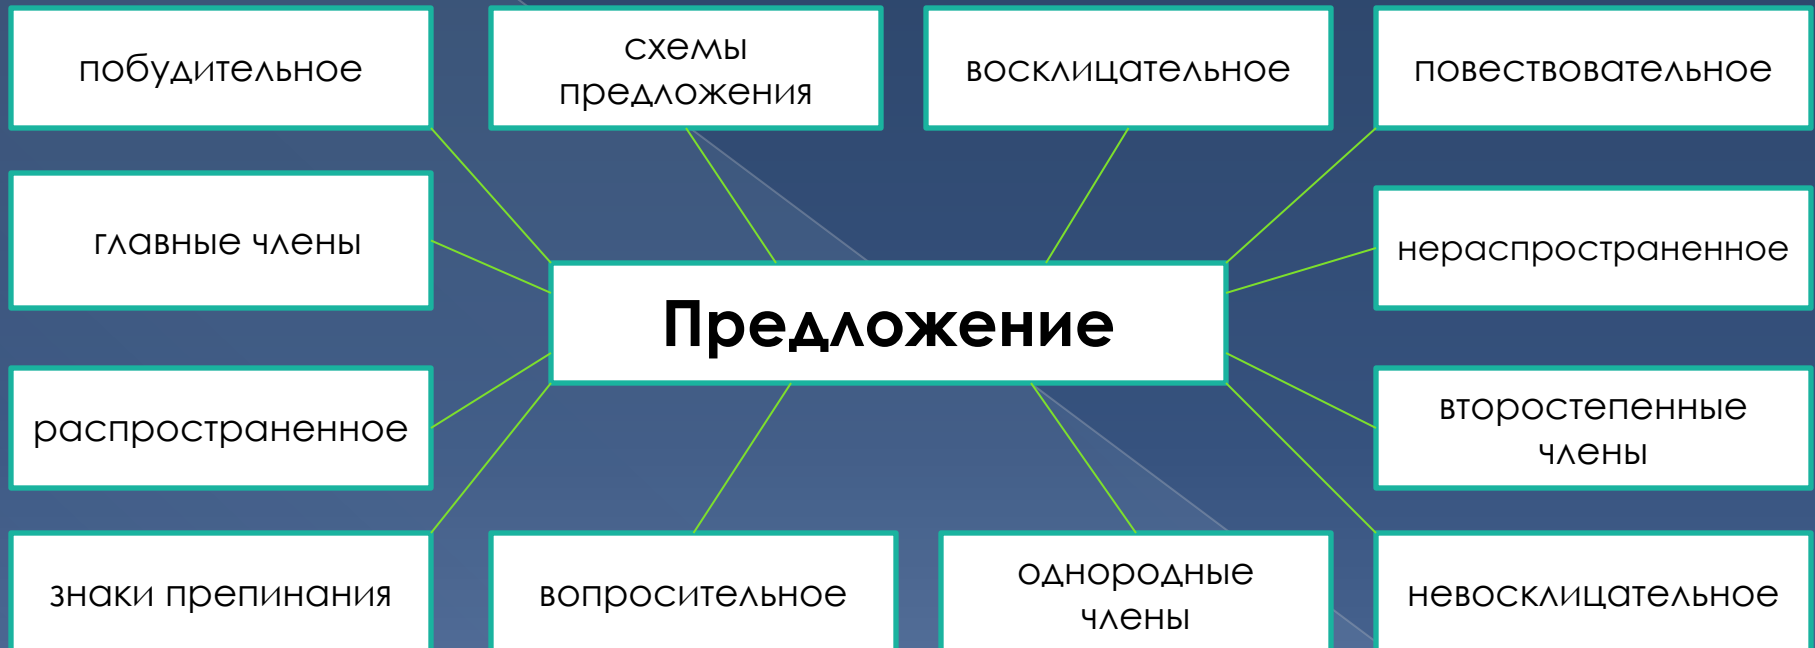 побудительное
схемы
предложения
восклицательное
повествовательное
главные члены
нераспространенное
Предложение
распространенное
второстепенные
члены
знаки препинания
вопросительное
однородные
члены
невосклицательное